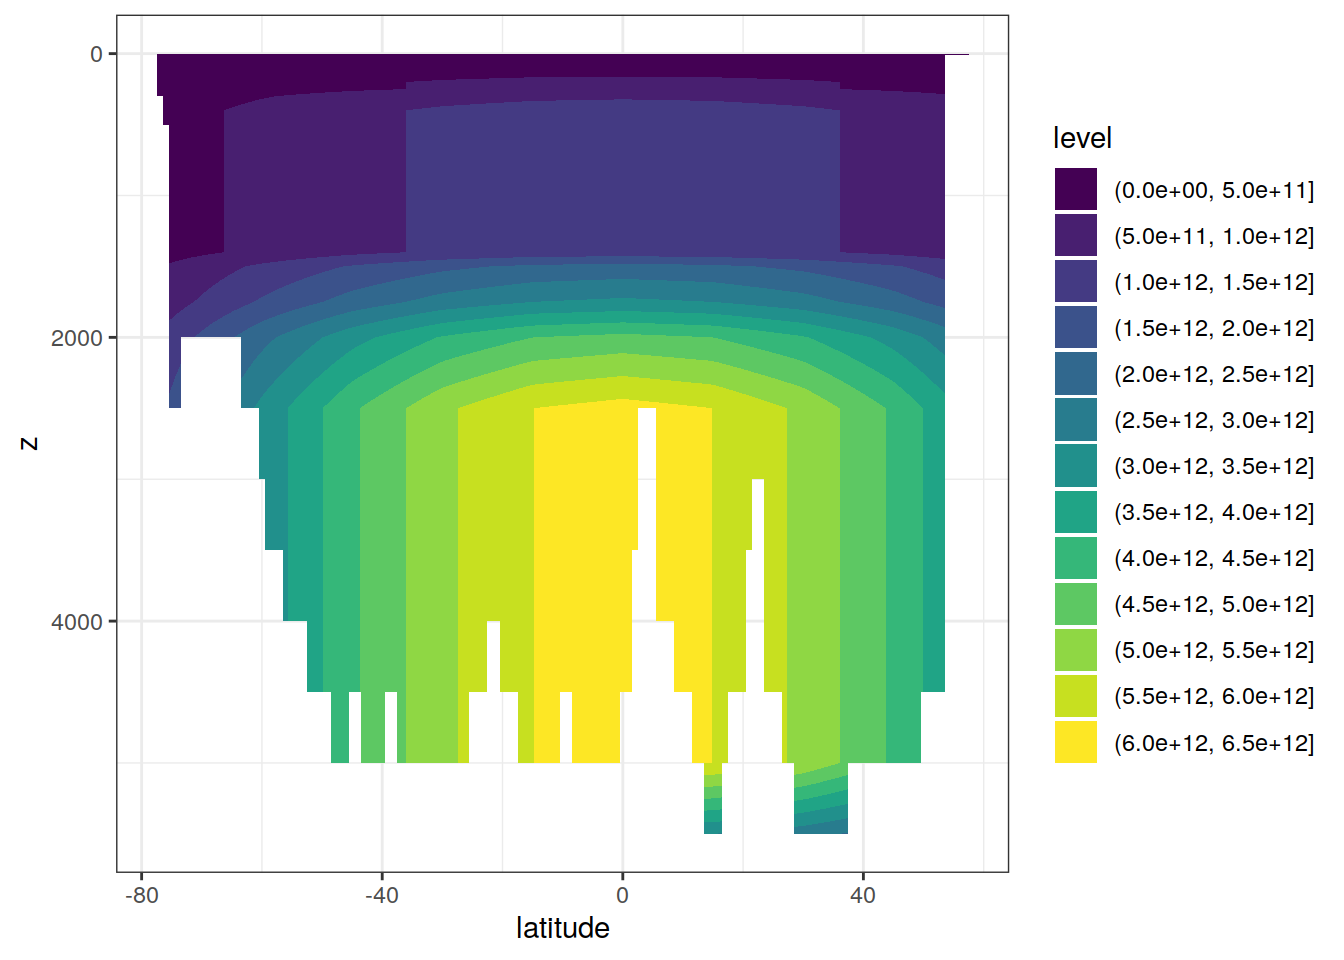 0
2000
4000
z
-80
-40
0
40
latitude
level
(0.0e+00, 5.0e+11]
(5.0e+11, 1.0e+12]
(1.0e+12, 1.5e+12]
(1.5e+12, 2.0e+12]
(2.0e+12, 2.5e+12]
(2.5e+12, 3.0e+12]
(3.0e+12, 3.5e+12]
(3.5e+12, 4.0e+12]
(4.0e+12, 4.5e+12]
(4.5e+12, 5.0e+12]
(5.0e+12, 5.5e+12]
(5.5e+12, 6.0e+12]
(6.0e+12, 6.5e+12]